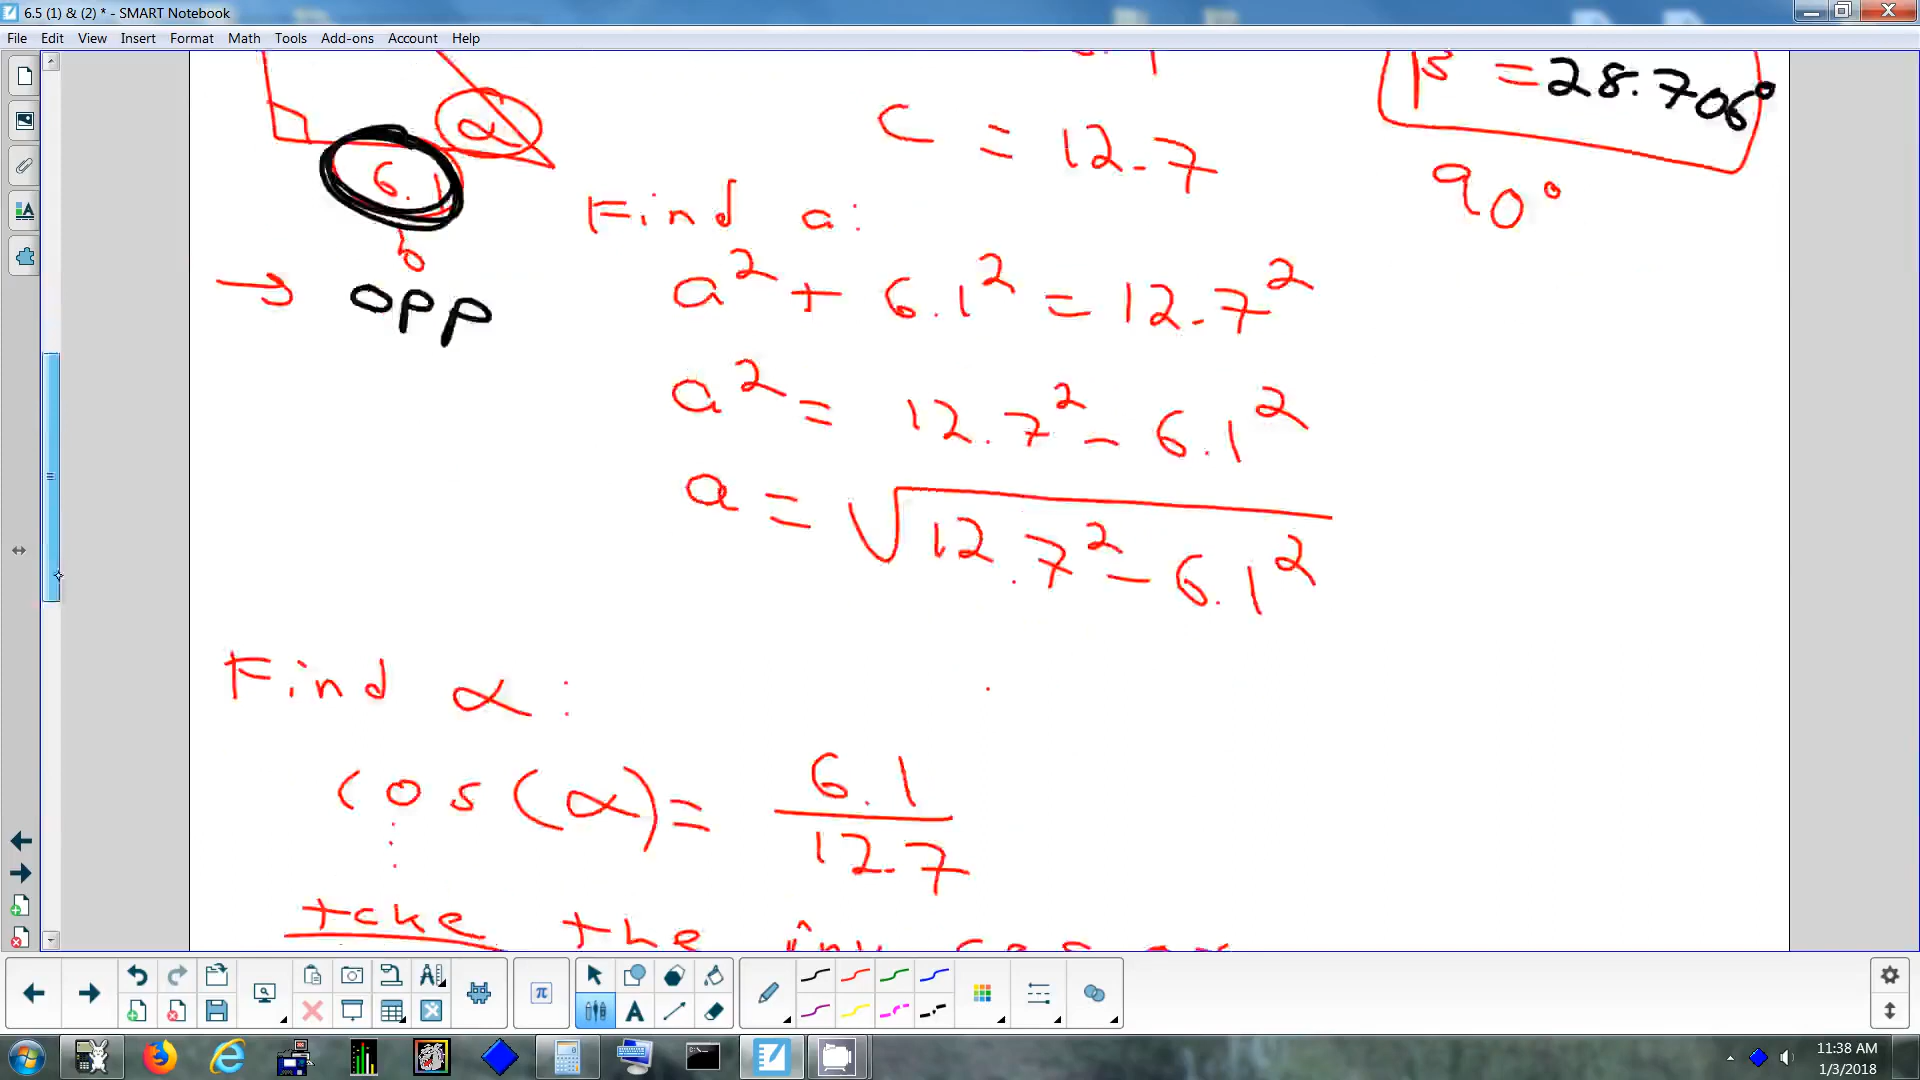 6.5 (1) & (2) * - SMART Notebook
File Edit View Insert Format Math Tools Add-ons Account Help
α
6.1
b
→ opp
c = 12.7
β = 28.706°
90°
Find a:
a² + 6.1² = 12.7²
a² = 12.7² - 6.1²
a = √12.7² - 6.1²
Find α:
cos(α) = 6.1/12.7
take the
π
A
11:38 AM
1/3/2018